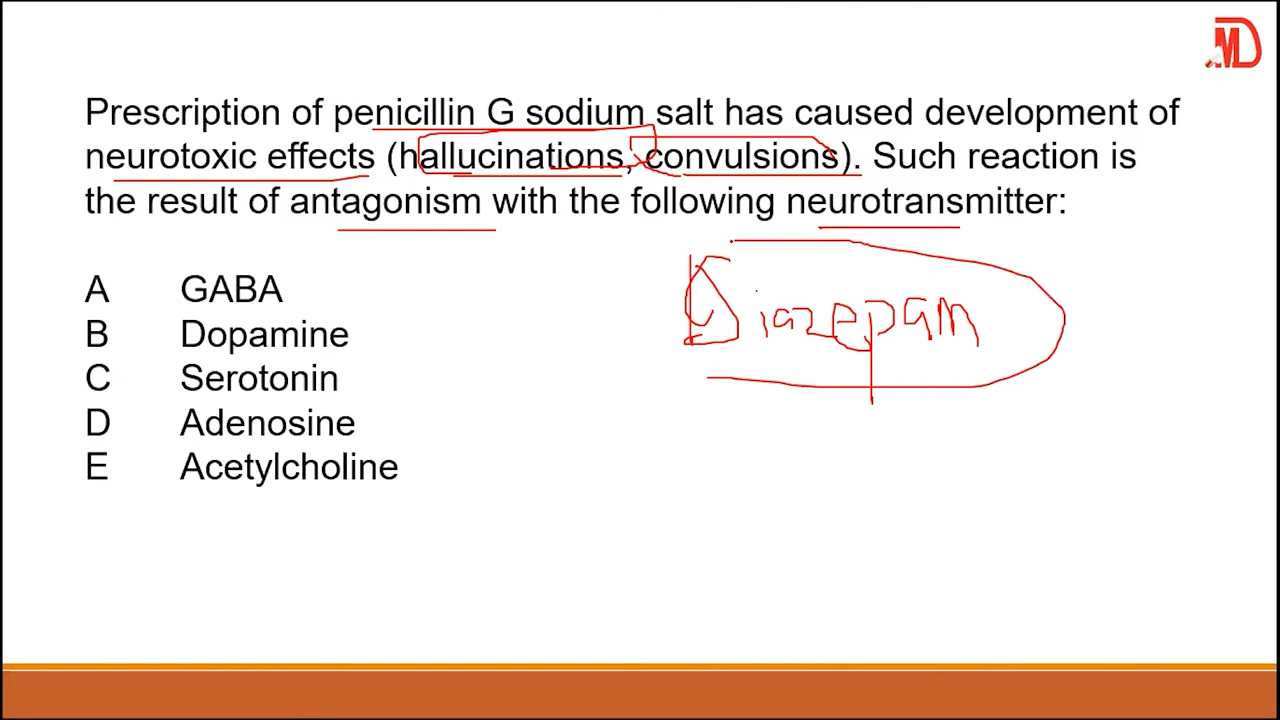 MD
Prescription of penicillin G sodium salt has caused development of
neurotoxic effects (hallucinations, convulsions). Such reaction is
the result of antagonism with the following neurotransmitter:
Diazepam
A GABA
B Dopamine
C Serotonin
D Adenosine
E Acetylcholine